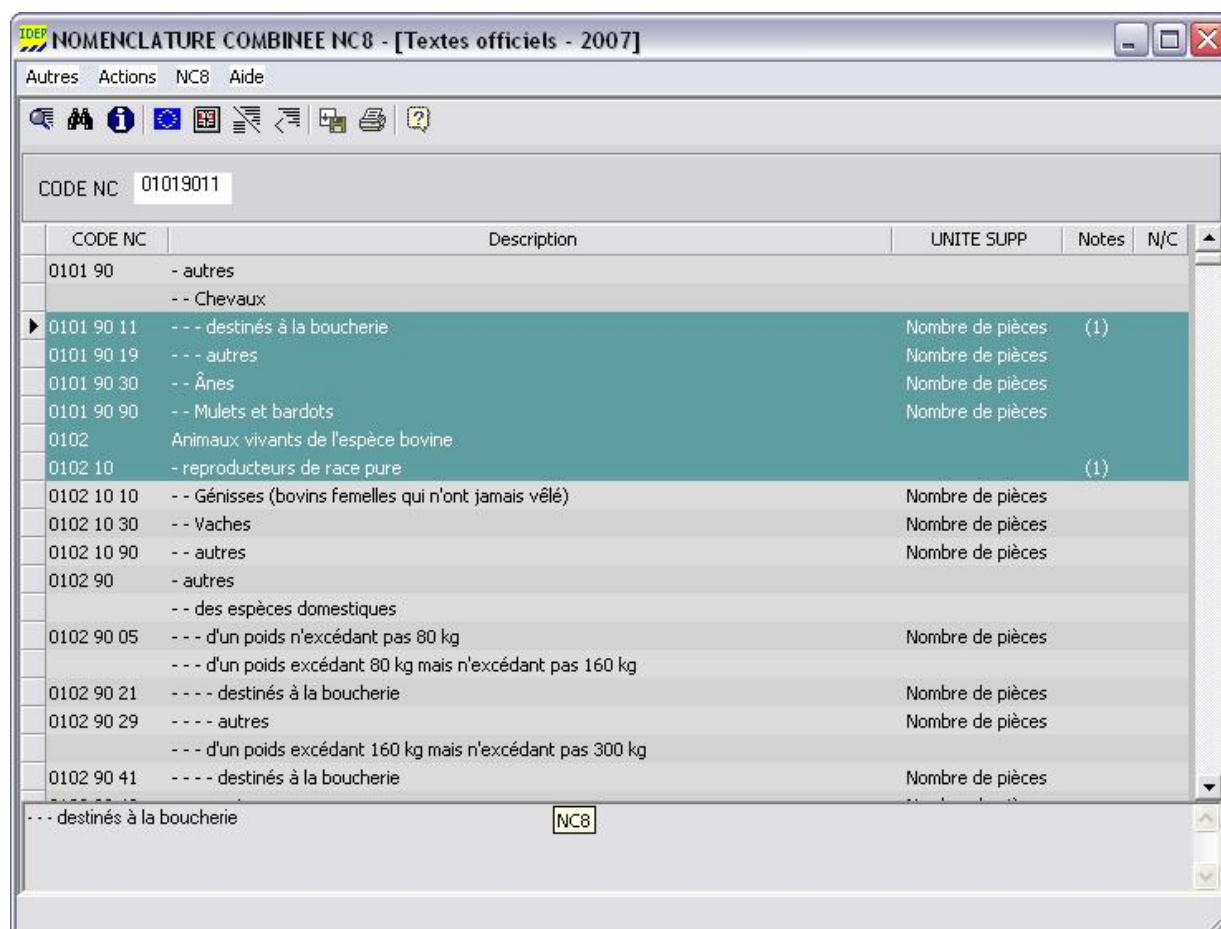 IDEP NOMENCLATURE COMBINEE NC8 - [Textes officiels - 2007]
Autres Actions NC8 Aide
CODE NC 01019011
CODE NC Description UNITE SUPP Notes N/C
0101 90 - autres
- - Chevaux
0101 90 11 - - - destinés à la boucherie Nombre de pièces (1)
0101 90 19 - - - autres Nombre de pièces
0101 90 30 - - Ânes Nombre de pièces
0101 90 90 - - Mulets et bardots Nombre de pièces
0102 Animaux vivants de l'espèce bovine
0102 10 - reproducteurs de race pure (1)
0102 10 10 - - Génisses (bovins femelles qui n'ont jamais vêlé) Nombre de pièces
0102 10 30 - - Vaches Nombre de pièces
0102 10 90 - - autres Nombre de pièces
0102 90 - autres
- - des espèces domestiques
0102 90 05 - - - d'un poids n'excédant pas 80 kg Nombre de pièces
- - - d'un poids excédant 80 kg mais n'excédant pas 160 kg
0102 90 21 - - - - destinés à la boucherie Nombre de pièces
0102 90 29 - - - - autres Nombre de pièces
- - - d'un poids excédant 160 kg mais n'excédant pas 300 kg
0102 90 41 - - - - destinés à la boucherie Nombre de pièces
- - - destinés à la boucherie NC8